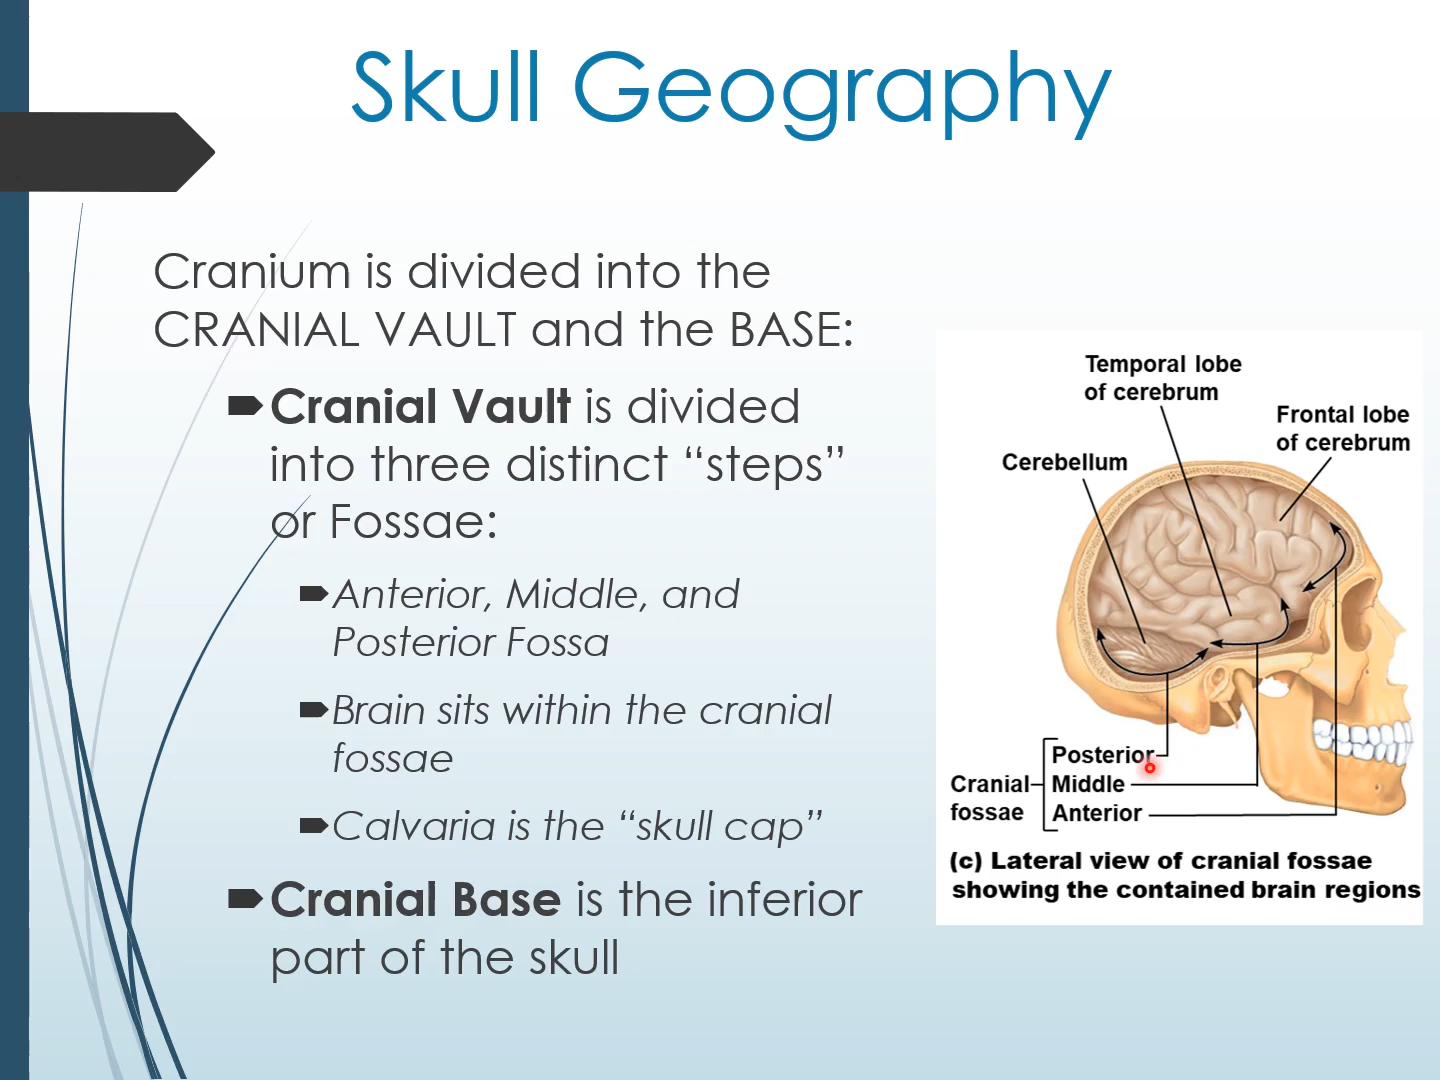 Skull Geography
Cranium is divided into the
CRANIAL VAULT and the BASE:
Cranial Vault is divided
into three distinct “steps”
or Fossae:
Anterior, Middle, and
Posterior Fossa
Brain sits within the cranial
fossae
Calvaria is the “skull cap”
Cranial Base is the inferior
part of the skull
Temporal lobe
of cerebrum
Frontal lobe
of cerebrum
Cerebellum
Cranial
fossae
Posterior
Middle
Anterior
(c) Lateral view of cranial fossae
showing the contained brain regions